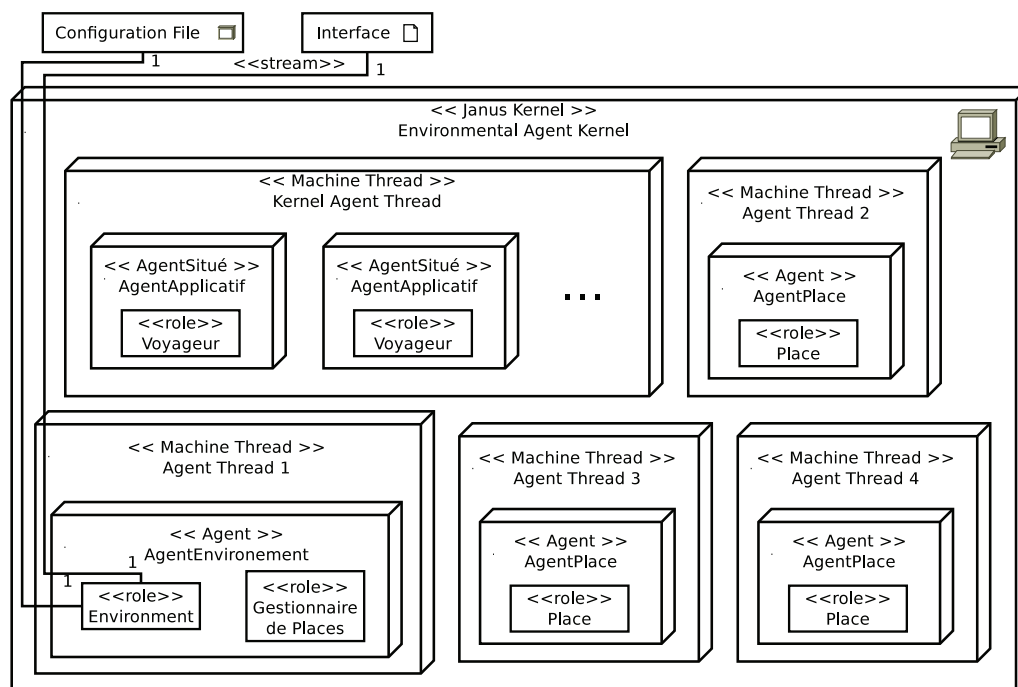 Configuration File
Interface
1
<<stream>>
1
<< Janus Kernel >>
Environmental Agent Kernel
<< Machine Thread >>
Kernel Agent Thread
<< AgentSitué >>
AgentApplicatif
<<role>>
Voyageur
<< AgentSitué >>
AgentApplicatif
<<role>>
Voyageur
...
<< Machine Thread >>
Agent Thread 2
<< Agent >>
AgentPlace
<<role>>
Place
<< Machine Thread >>
Agent Thread 1
<< Agent >>
AgentEnvironement
1
1
<<role>>
Environment
<<role>>
Gestionnaire
de Places
<< Machine Thread >>
Agent Thread 3
<< Agent >>
AgentPlace
<<role>>
Place
<< Machine Thread >>
Agent Thread 4
<< Agent >>
AgentPlace
<<role>>
Place